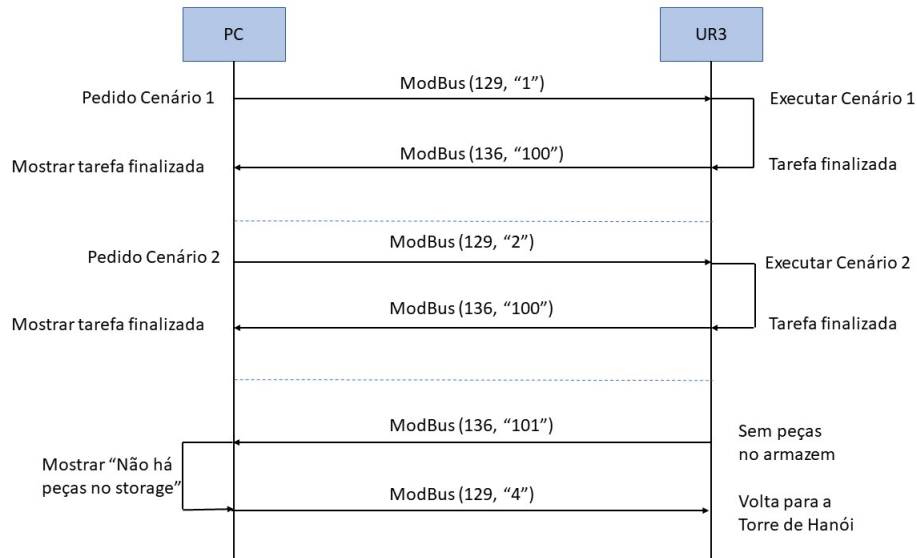 PC
UR3
ModBus (129, “1”)
Pedido Cenário 1
Executar Cenário 1
ModBus (136, “100”)
Mostrar tarefa finalizada
Tarefa finalizada
ModBus (129, “2”)
Pedido Cenário 2
Executar Cenário 2
ModBus (136, “100”)
Mostrar tarefa finalizada
Tarefa finalizada
ModBus (136, “101”)
Sem peças
no armazem
Mostrar “Não há
peças no storage”
ModBus (129, “4”)
Volta para a
Torre de Hanói